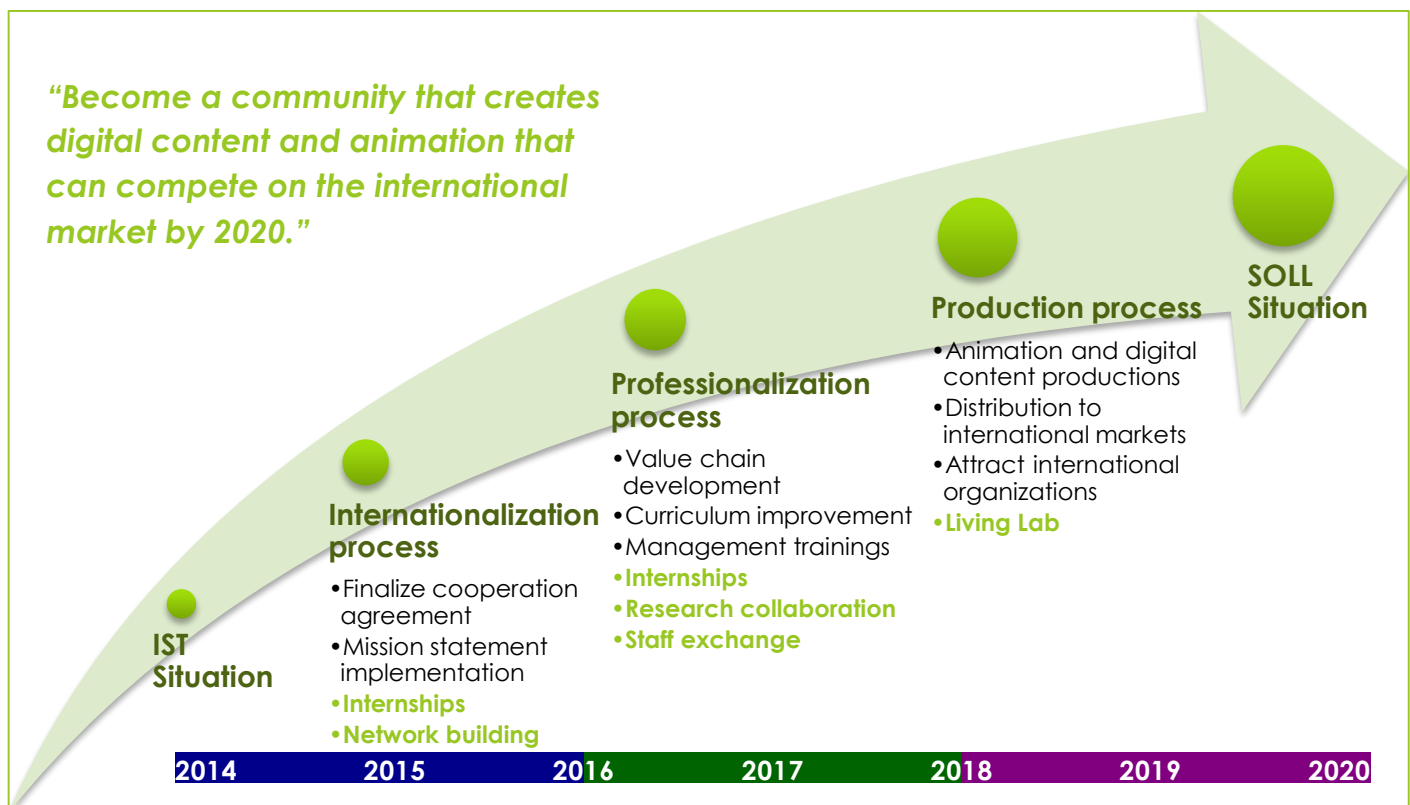 “Become a community that creates
digital content and animation that
can compete on the international
market by 2020.”
IST
Situation
Internationalization
process
•Finalize cooperation
agreement
•Mission statement
implementation
•Internships
•Network building
Professionalization
process
•Value chain
development
•Curriculum improvement
•Management trainings
•Internships
•Research collaboration
•Staff exchange
Production process
•Animation and digital
content productions
•Distribution to
international markets
•Attract international
organizations
•Living Lab
SOLL
Situation
2014 2015 2016 2017 2018 2019 2020